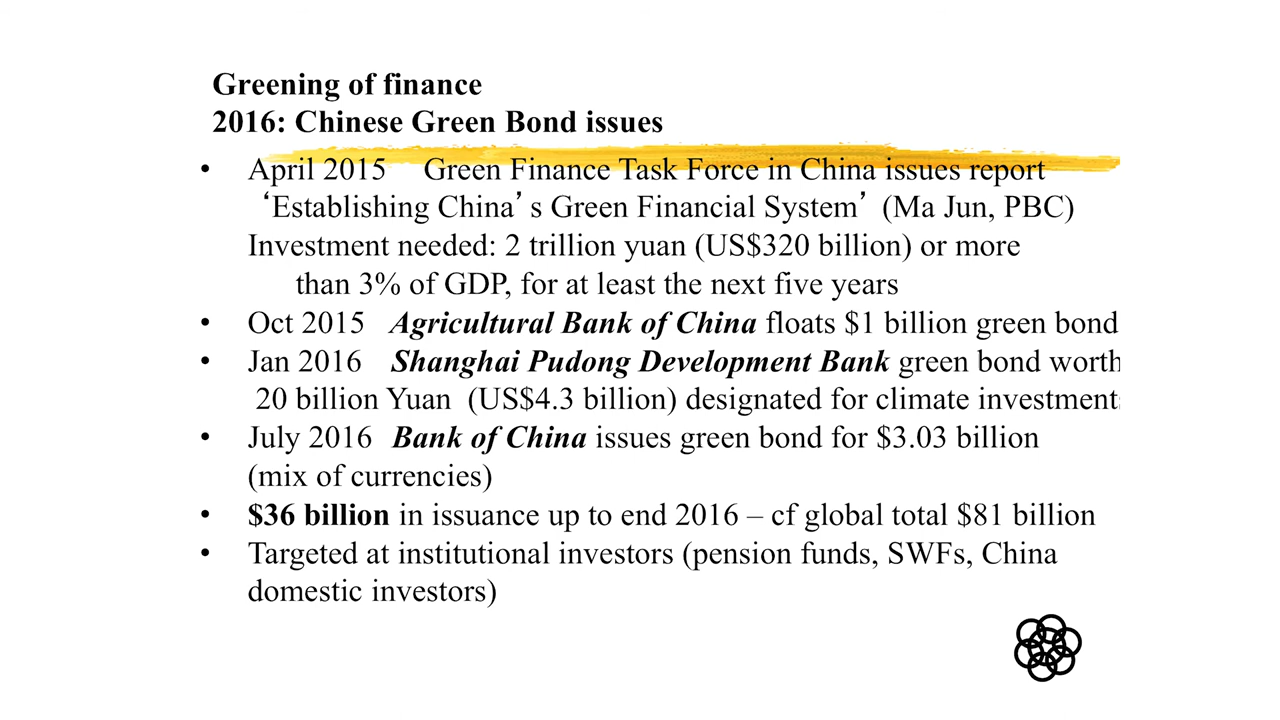 Greening of finance
2016: Chinese Green Bond issues
• April 2015 Green Finance Task Force in China issues report
‘Establishing China’s Green Financial System’ (Ma Jun, PBC)
Investment needed: 2 trillion yuan (US$320 billion) or more
than 3% of GDP, for at least the next five years
• Oct 2015 Agricultural Bank of China floats $1 billion green bond
• Jan 2016 Shanghai Pudong Development Bank green bond worth
20 billion Yuan (US$4.3 billion) designated for climate investment
• July 2016 Bank of China issues green bond for $3.03 billion
(mix of currencies)
• $36 billion in issuance up to end 2016 – cf global total $81 billion
• Targeted at institutional investors (pension funds, SWFs, China
domestic investors)